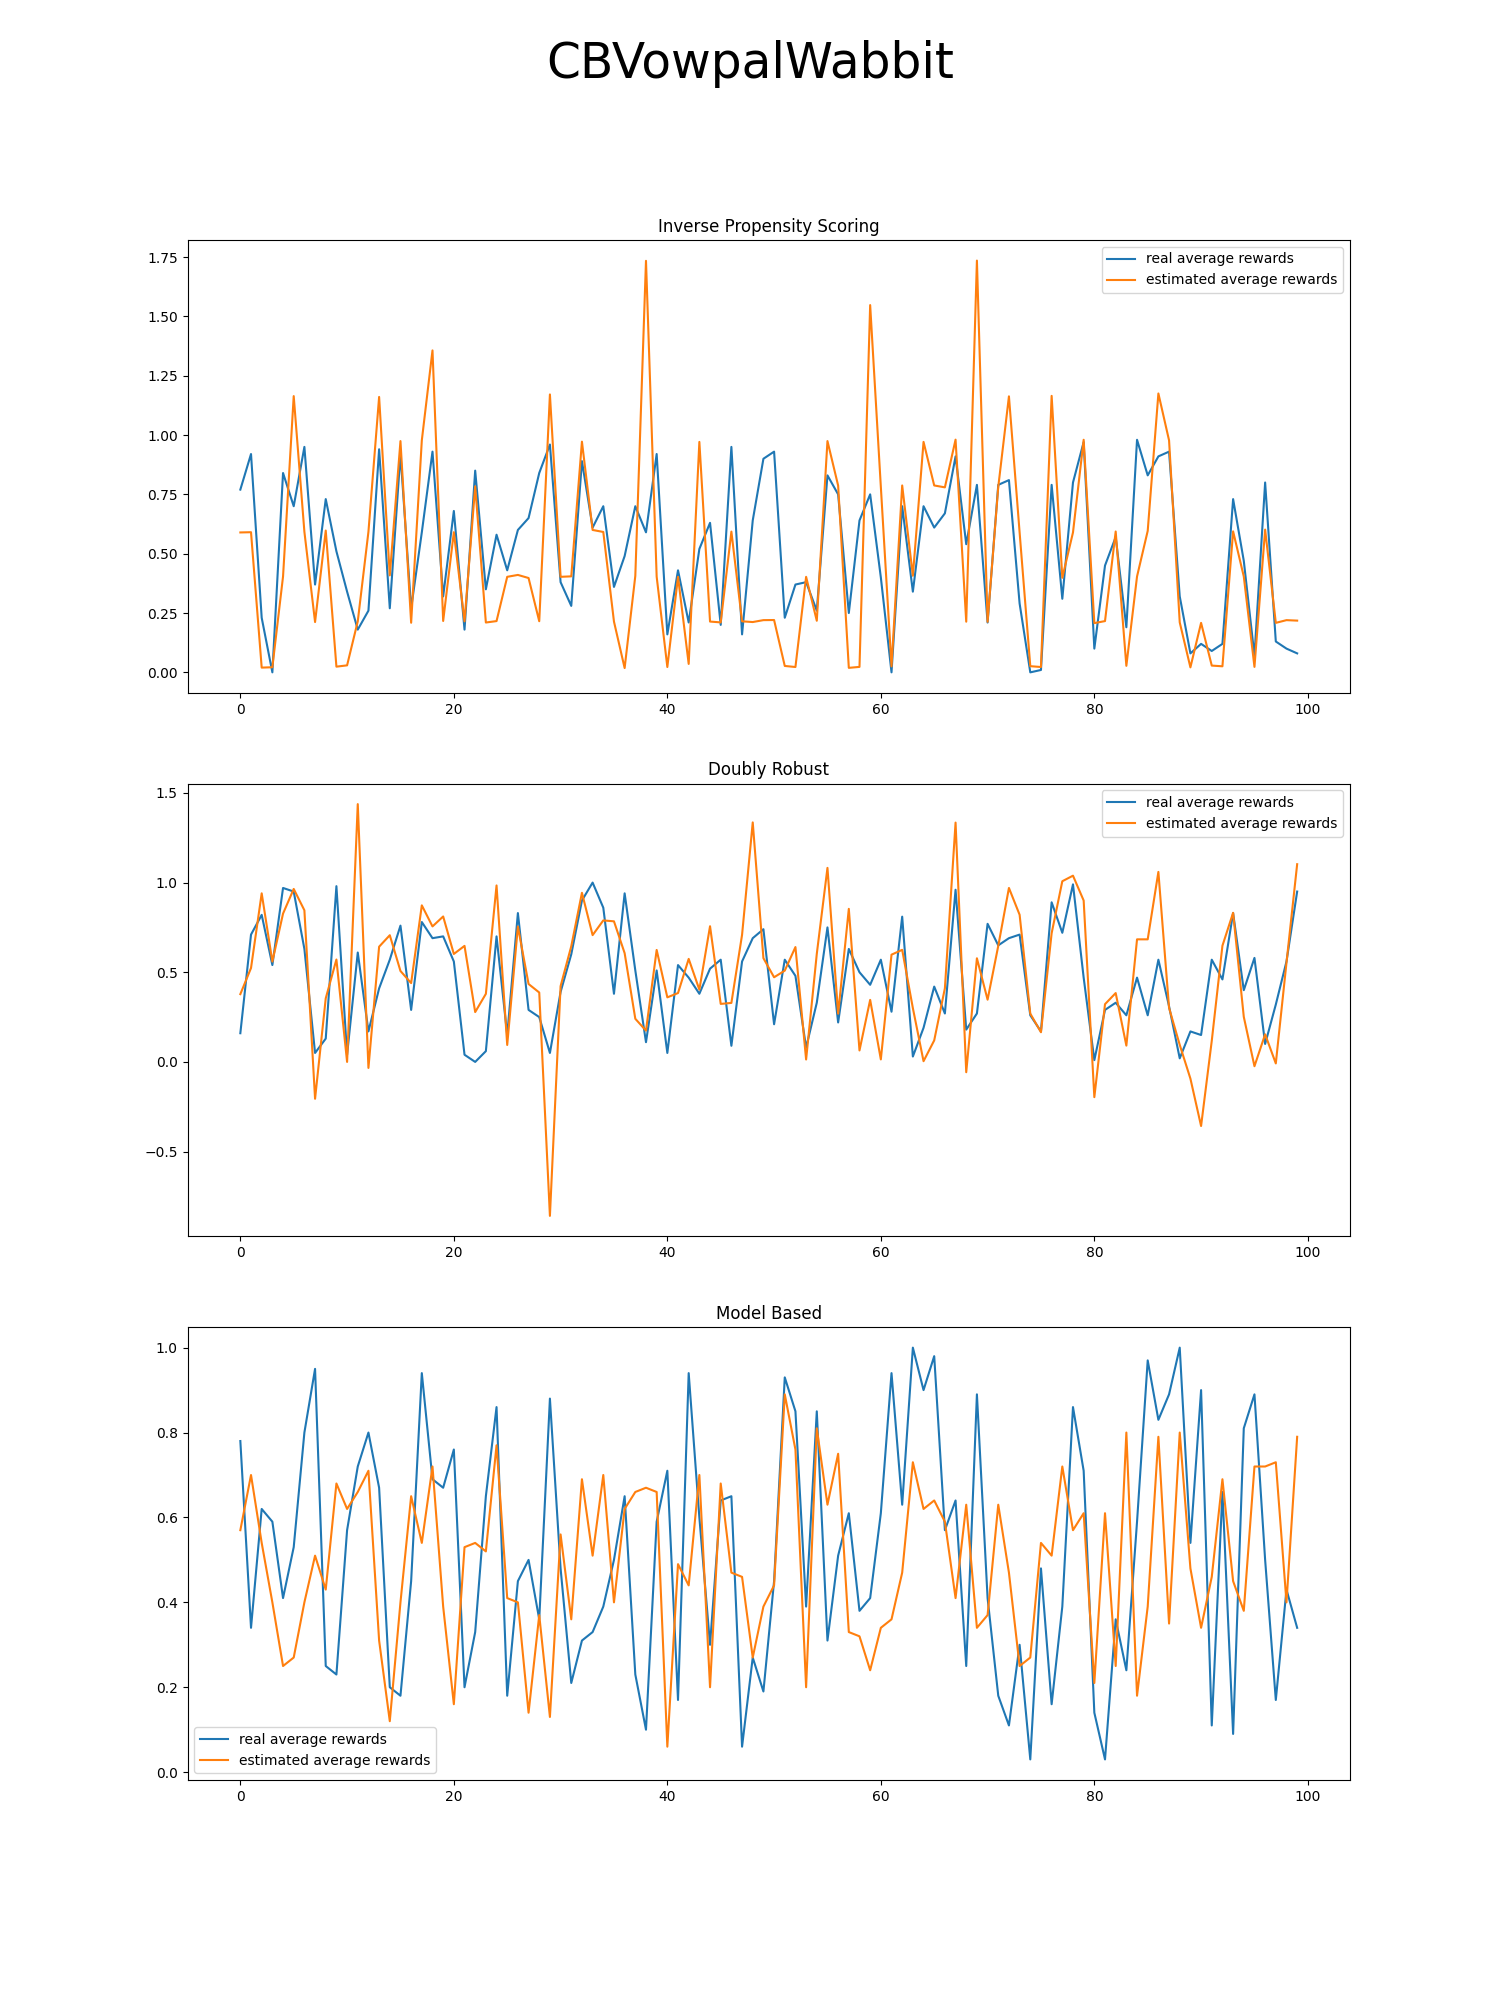 CBVowpalWabbit
Inverse Propensity Scoring
real average rewards
estimated average rewards
1.75
1.50
1.25
1.00
0.75
0.50
0.25
0.00
0 20 40 60 80 100
Doubly Robust
real average rewards
estimated average rewards
1.5
1.0
0.5
0.0
−0.5
0 20 40 60 80 100
Model Based
1.0
0.8
0.6
0.4
0.2
0.0
real average rewards
estimated average rewards
0 20 40 60 80 100